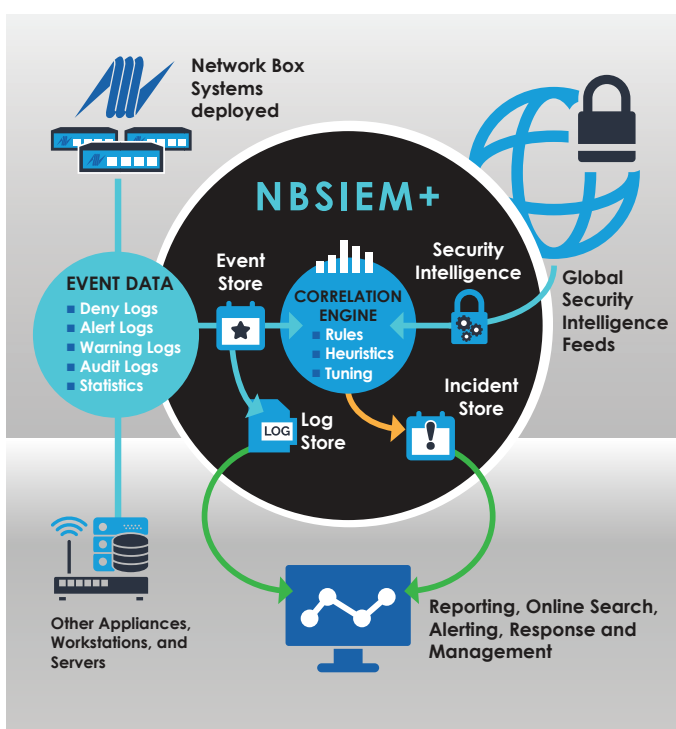 Network Box
Systems
deployed
NBSIEM+
EVENT DATA
Deny Logs
Alert Logs
Warning Logs
Audit Logs
Statistics
Event
Store
CORRELATION
ENGINE
Rules
Heuristics
Tuning
Security
Intelligence
Global
Security
Intelligence
Feeds
LOG
Log
Store
Incident
Store
Other Appliances,
Workstations, and
Servers
Reporting, Online Search,
Alerting, Response and
Management